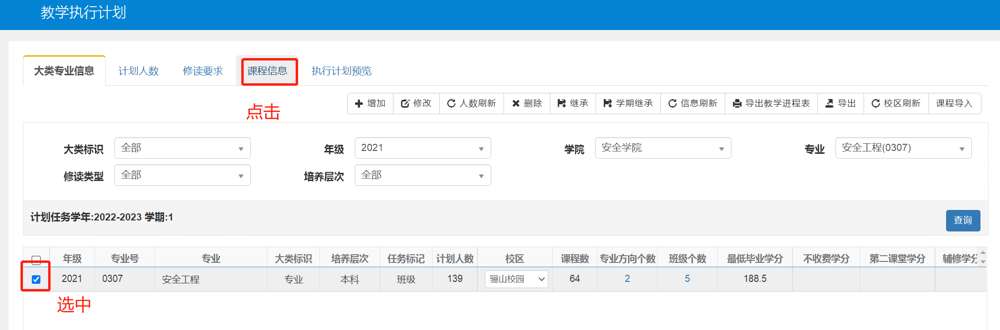 教学执行计划
大类专业信息 计划人数 修读要求 课程信息 执行计划预览
增加 修改 人数刷新 删除 继承 学期继承 信息刷新 导出教学进程表 导出 校区刷新 课程导入
点击
大类标识 全部 年级 2021 学院 安全学院 专业 安全工程(0307)
修读类型 全部 培养层次 全部
计划任务学年:2022-2023 学期:1
查询
年级 专业号 专业 大类标识 培养层次 任务标记 计划人数 校区 课程数 专业方向个数 班级个数 最低毕业学分 不收费学分 第二课堂学分 辅修学分
2021 0307 安全工程 专业 本科 班级 139 骊山校园 64 2 5 188.5
选中